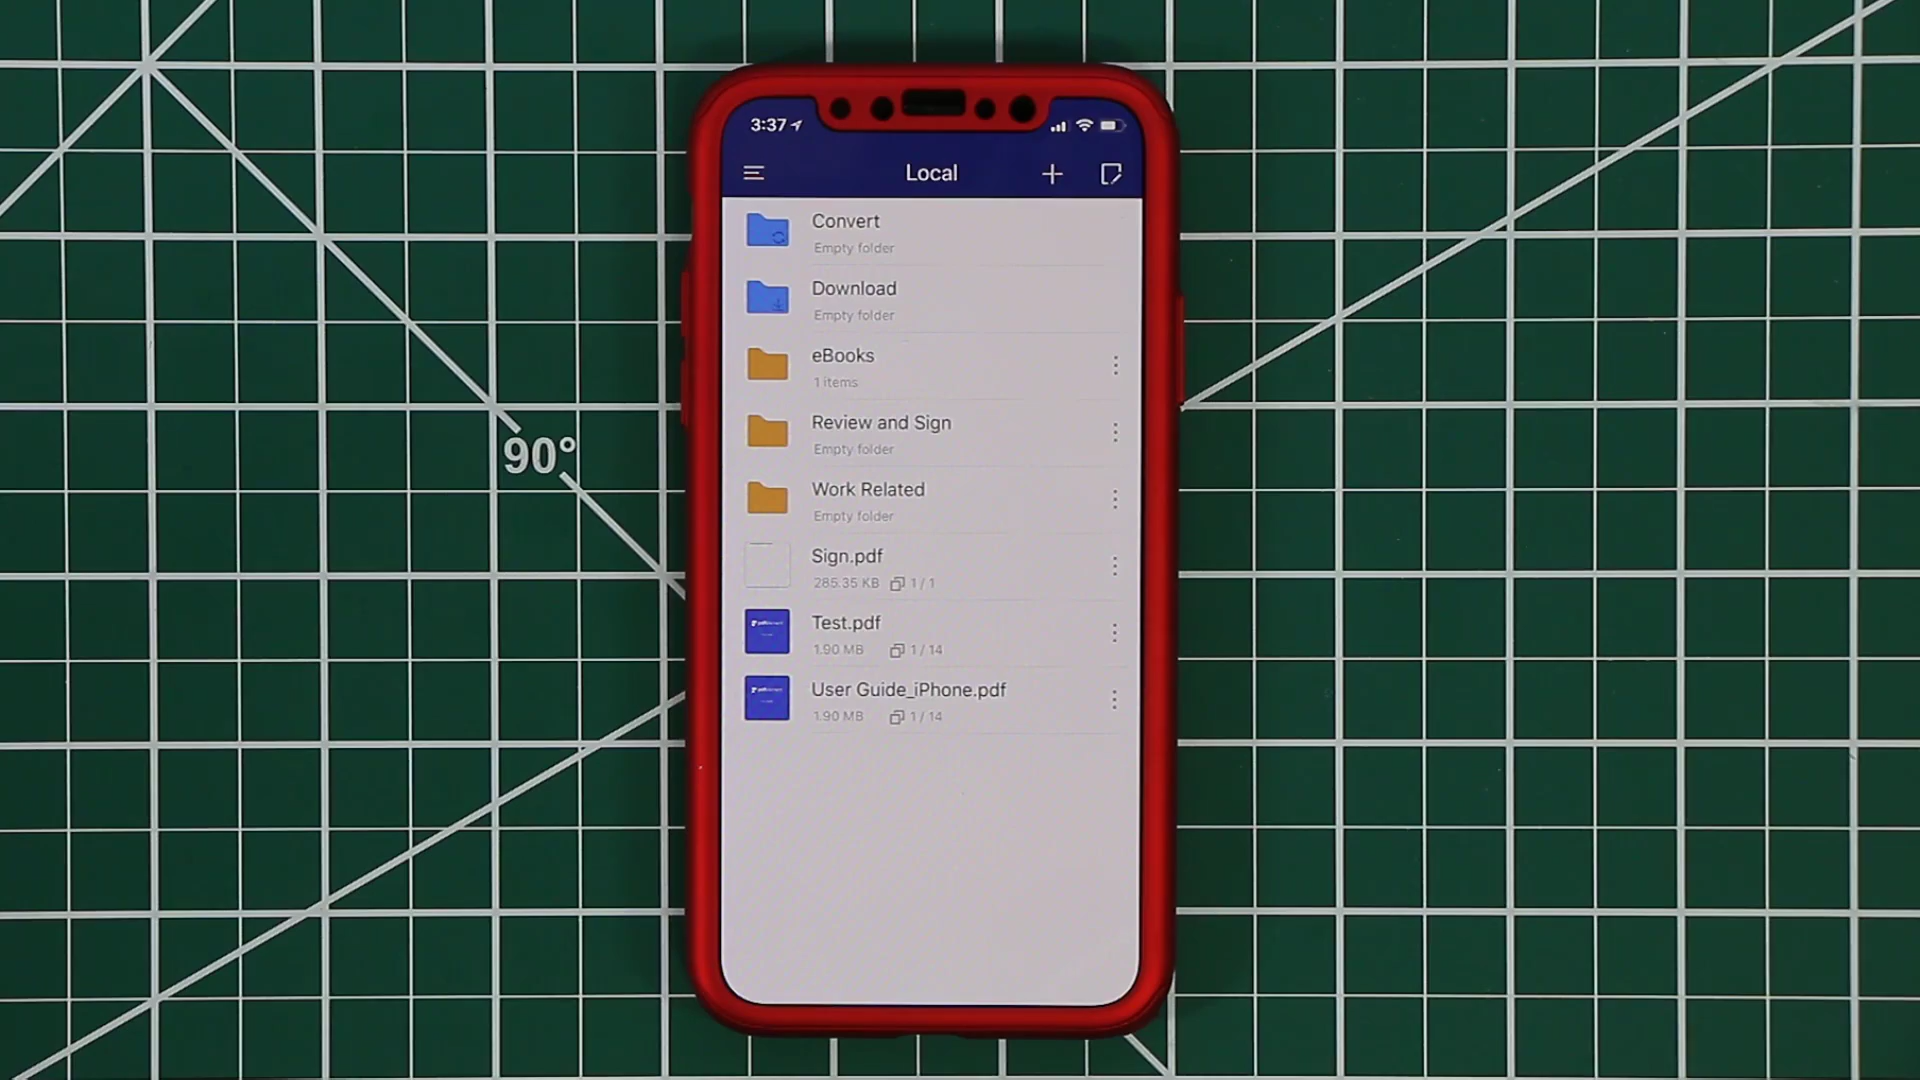 3:37
Local
Convert
Empty folder
Download
Empty folder
eBooks
1 items
Review and Sign
Empty folder
Work Related
Empty folder
Sign.pdf
285.35 KB 1 / 1
Test.pdf
1.90 MB 1 / 14
User Guide_iPhone.pdf
1.90 MB 1 / 14
90°